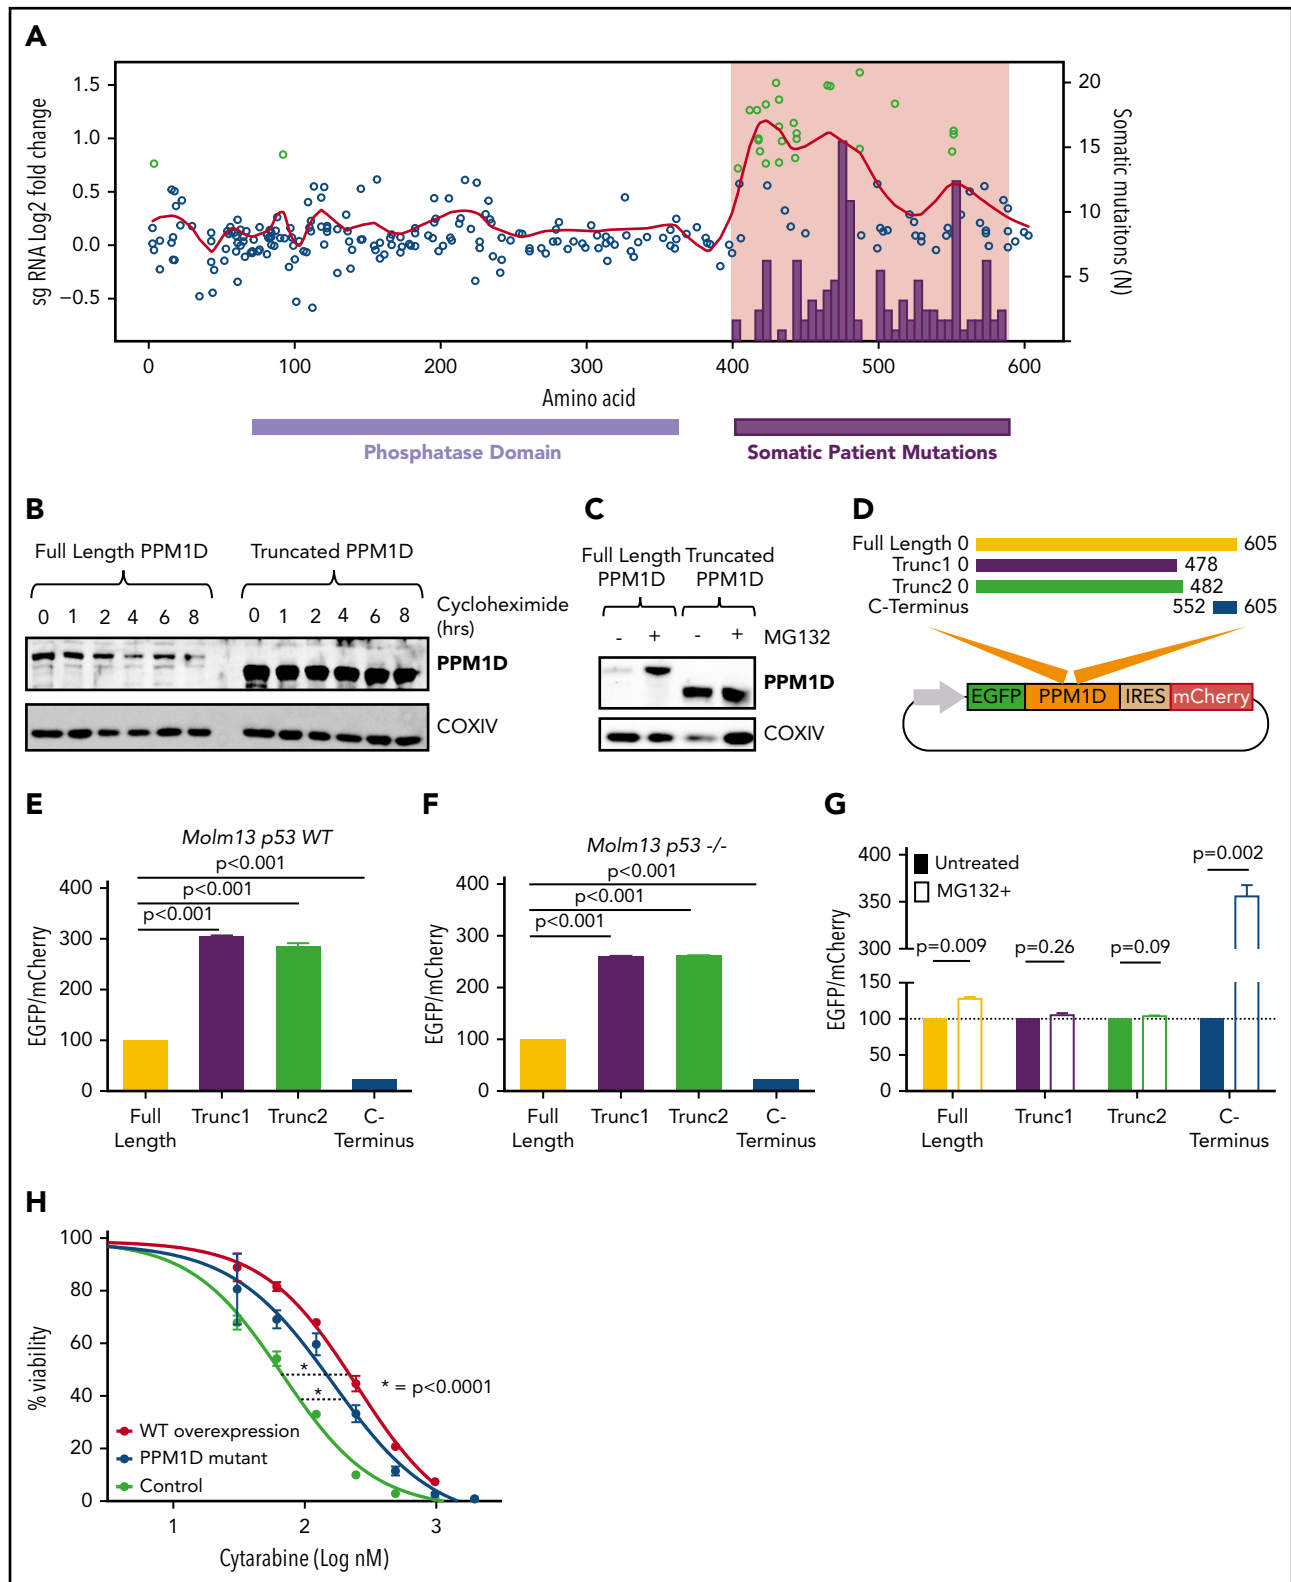 A
sg RNA Log2 fold change
1.5
1.0
0.5
0.0
−0.5
20
15
10
5
Somatic mutations (N)
0 100 200 300 400 500 600
Amino acid
Phosphatase Domain
Somatic Patient Mutations
B
Full Length PPM1D
Truncated PPM1D
0 1 2 4 6 8 0 1 2 4 6 8
Cycloheximide
(hrs)
PPM1D
COXIV
C
Full Length Truncated
PPM1D PPM1D
- + - + MG132
PPM1D
COXIV
D
Full Length 0 605
Trunc1 0 478
Trunc2 0 482
C-Terminus 552 605
EGFP PPM1D IRES mCherry
E
Molm13 p53 WT
p<0.001
p<0.001
p<0.001
EGFP/mCherry
400
300
200
100
0
Full
Length
Trunc1
Trunc2
C-
Terminus
F
Molm13 p53 -/-
p<0.001
p<0.001
p<0.001
EGFP/mCherry
400
300
200
100
0
Full
Length
Trunc1
Trunc2
C-
Terminus
G
Untreated
MG132+
p=0.009
p=0.26
p=0.09
p=0.002
EGFP/mCherry
400
350
300
150
100
50
0
Full
Length
Trunc1
Trunc2
C-
Terminus
H
% viability
100
80
60
40
20
0
*
*
* = p<0.0001
WT overexpression
PPM1D mutant
Control
1 2 3
Cytarabine (Log nM)